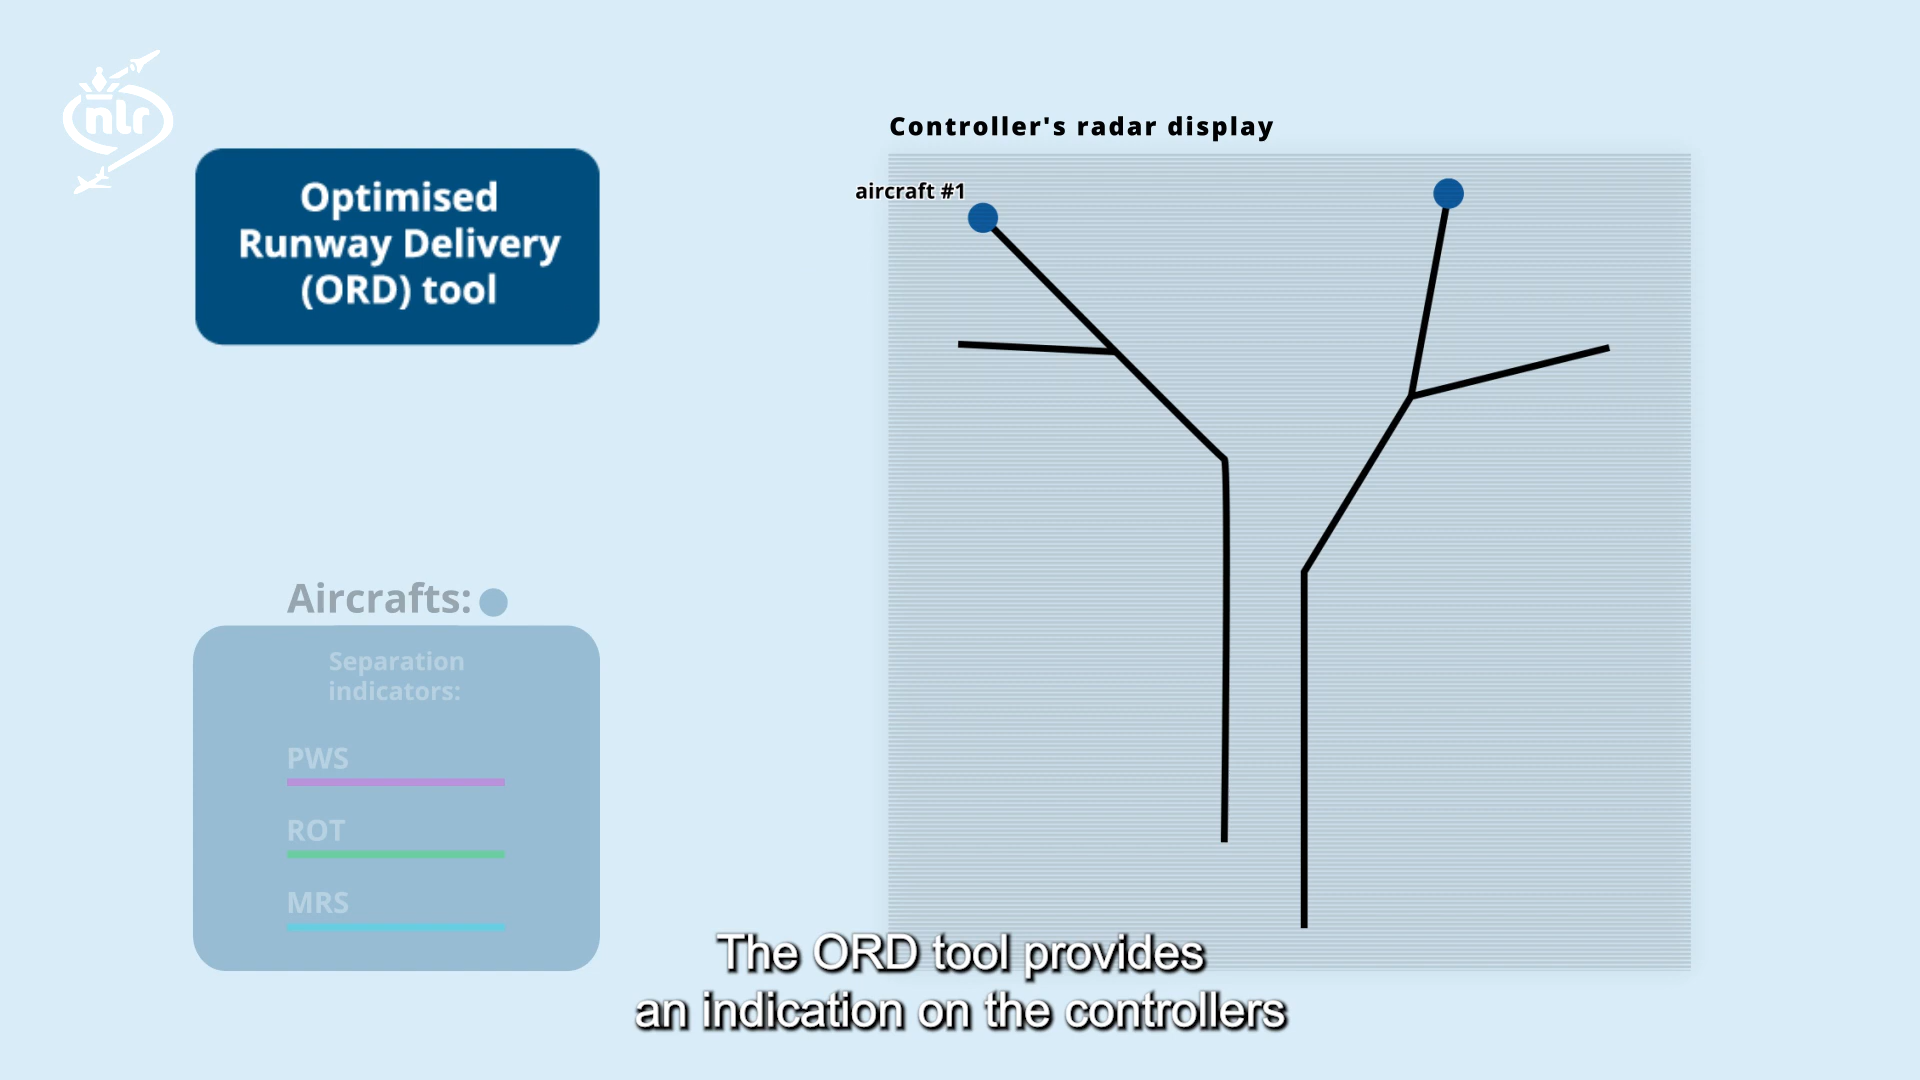 nlr
Optimised
Runway Delivery
(ORD) tool
Controller's radar display
aircraft #1
Aircrafts:
Separation
indicators:
PWS
ROT
MRS
The ORD tool provides
an indication on the controllers